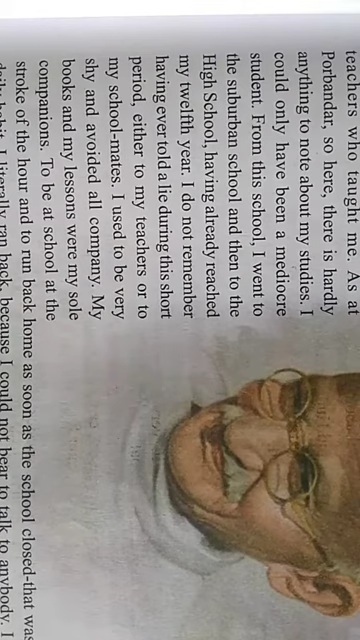 teachers who taught me. As at
Porbandar, so here, there is hardly
anything to note about my studies. I
could only have been a mediocre
student. From this school, I went to
the suburban school and then to the
High School, having already reached
my twelfth year. I do not remember
having ever told a lie during this short
period, either to my teachers or to
my school-mates. I used to be very
shy and avoided all company. My
books and my lessons were my sole
companions. To be at school at the
stroke of the hour and to run back home as soon as the school closed-that was
daily habit. I literally ran back, because I could not bear to talk to anybody. I